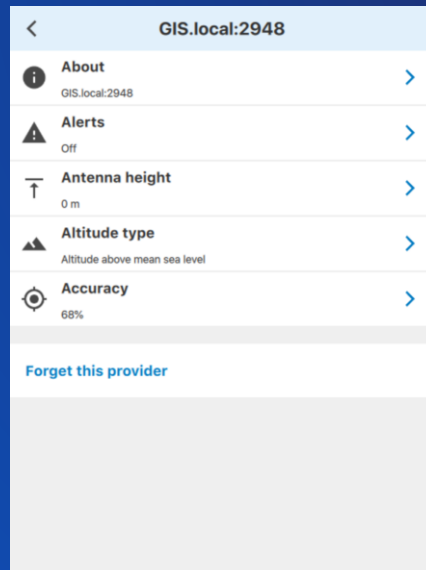 GIS.local:2948
About
GIS.local:2948
Alerts
Off
Antenna height
0 m
Altitude type
Altitude above mean sea level
Accuracy
68%
Forget this provider